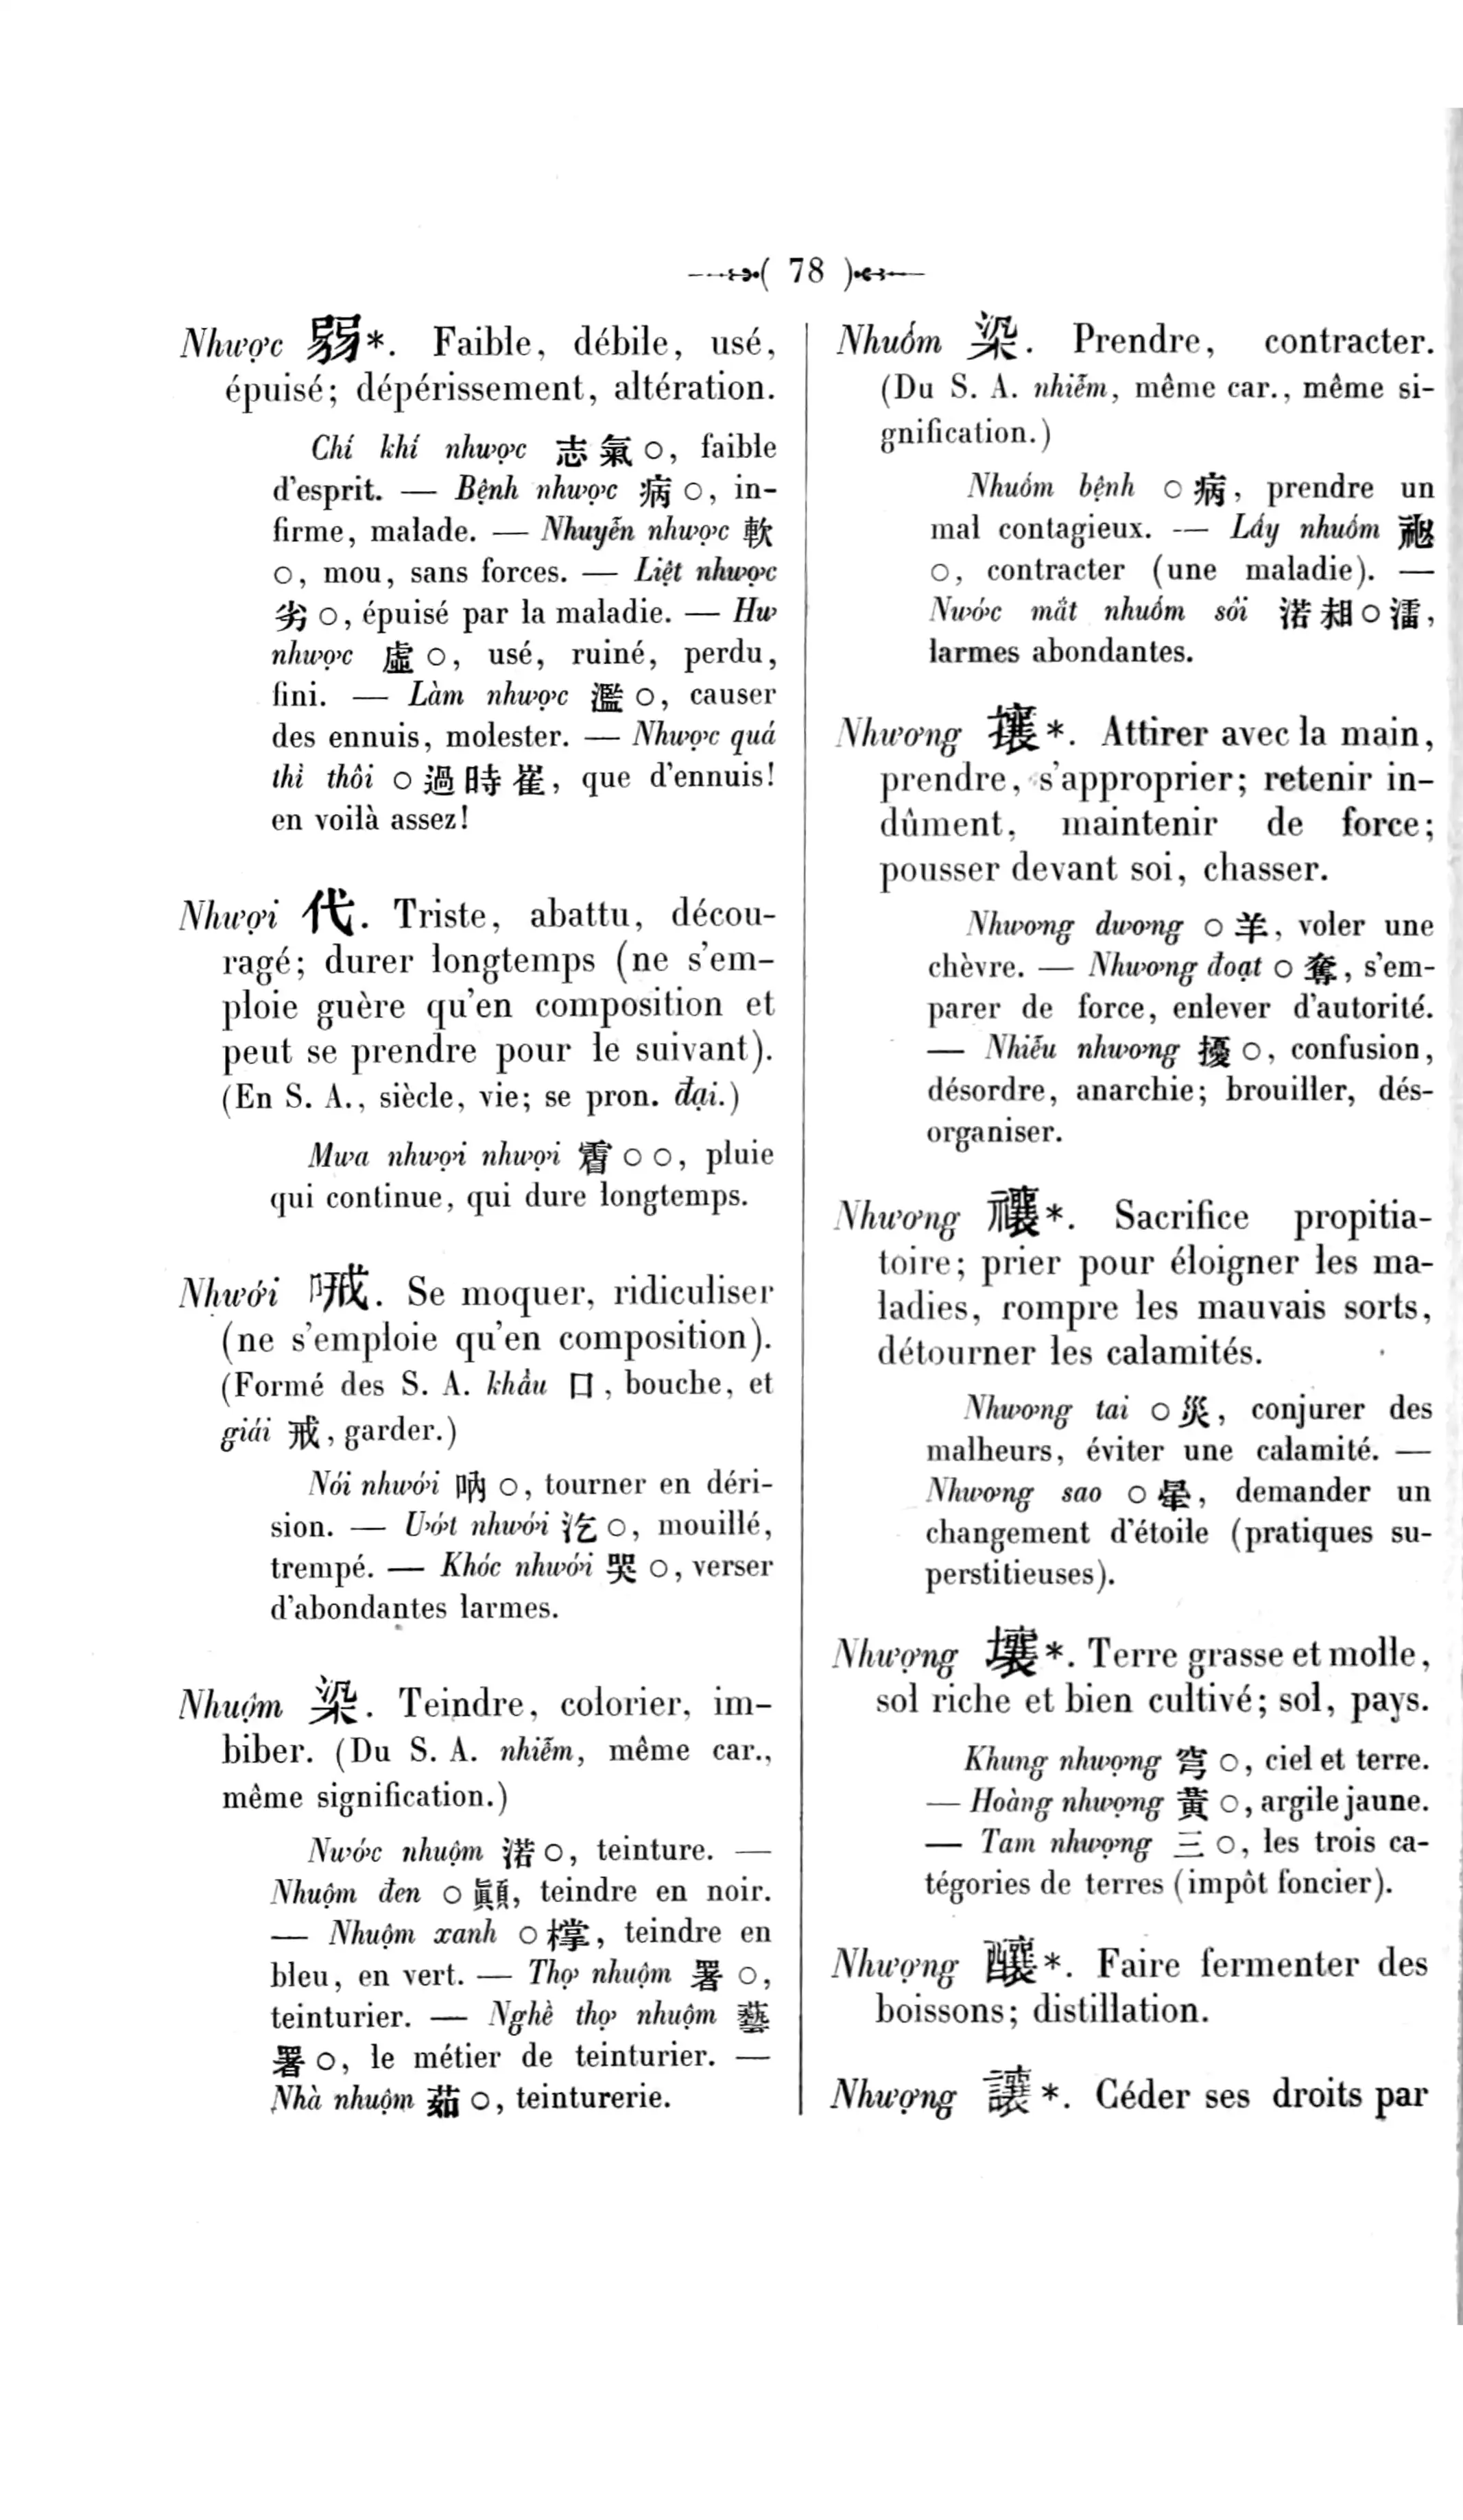 ( 78 )
Nhược 弱*. Faible, débile, usé,
épuisé; dépérissement, altération.
Chí khí nhược 志氣○, faible
d'esprit. — Bệnh nhược 病○, in-
firme, malade. — Nhuyễn nhược 軟
○, mou, sans forces. — Liệt nhược
劣○, épuisé par la maladie. — Hư
nhược 虛○, usé, ruiné, perdu,
fini. — Làm nhược 濫○, causer
des ennuis, molester. — Nhược quá
thì thôi ○過時崔, que d'ennuis!
en voilà assez!
Nhượi 代. Triste, abattu, décou-
ragé; durer longtemps (ne s'em-
ploie guère qu'en composition et
peut se prendre pour le suivant).
(En S. A., siècle, vie; se pron. đại.)
Mưa nhượi nhượi ○○, pluie
qui continue, qui dure longtemps.
Nhưới 㖑. Se moquer, ridiculiser
(ne s'emploie qu'en composition).
(Formé des S. A. khẩu 口, bouche, et
giái 戒, garder.)
Nói nhưới 吶○, tourner en déri-
sion. — Ướt nhưới 汔○, mouillé,
trempé. — Khóc nhưới 哭○, verser
d'abondantes larmes.
Nhuộm 染. Teindre, colorier, im-
biber. (Du S. A. nhiễm, même car.,
même signification.)
Nước nhuộm 渃○, teinture. —
Nhuộm đen ○, teindre en noir.
— Nhuộm xanh ○撑, teindre en
bleu, en vert. — Thợ nhuộm 署○,
teinturier. — Nghề thợ nhuộm 藝
署○, le métier de teinturier. —
Nhà nhuộm 茹○, teinturerie.
Nhuốm 染. Prendre, contracter.
(Du S. A. nhiễm, même car., même si-
gnification.)
Nhuốm bệnh ○病, prendre un
mal contagieux. — Lấy nhuốm
○, contracter (une maladie). —
Nước mắt nhuốm sôi 渃 ○,
larmes abondantes.
Nhương 攘*. Attirer avec la main,
prendre, s'approprier; retenir in-
dûment, maintenir de force;
pousser devant soi, chasser.
Nhương dương ○羊, voler une
chèvre. — Nhương đoạt ○奪, s'em-
parer de force, enlever d'autorité.
— Nhiễu nhương 擾○, confusion,
désordre, anarchie; brouiller, dés-
organiser.
Nhương 禳*. Sacrifice propitia-
toire; prier pour éloigner les ma-
ladies, rompre les mauvais sorts,
détourner les calamités.
Nhương tai ○災, conjurer des
malheurs, éviter une calamité. —
Nhương sao ○, demander un
changement d'étoile (pratiques su-
perstitieuses).
Nhượng 壤*. Terre grasse et molle,
sol riche et bien cultivé; sol, pays.
Khung nhượng 穹○, ciel et terre.
— Hoàng nhượng 黃○, argile jaune.
— Tam nhượng 三○, les trois ca-
tégories de terres (impôt foncier).
Nhượng 釀*. Faire fermenter des
boissons; distillation.
Nhượng 讓*. Céder ses droits par